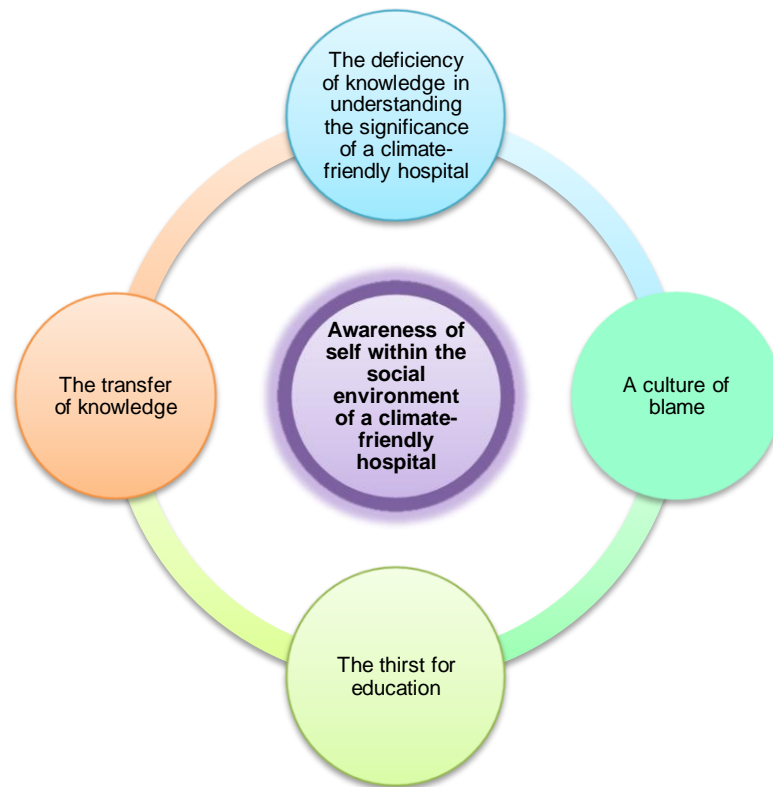 The deficiency
of knowledge in
understanding
the significance
of a climate-
friendly hospital
Awareness of
self within the
social
environment
of a climate-
friendly
hospital
The transfer
of knowledge
A culture of
blame
The thirst for
education